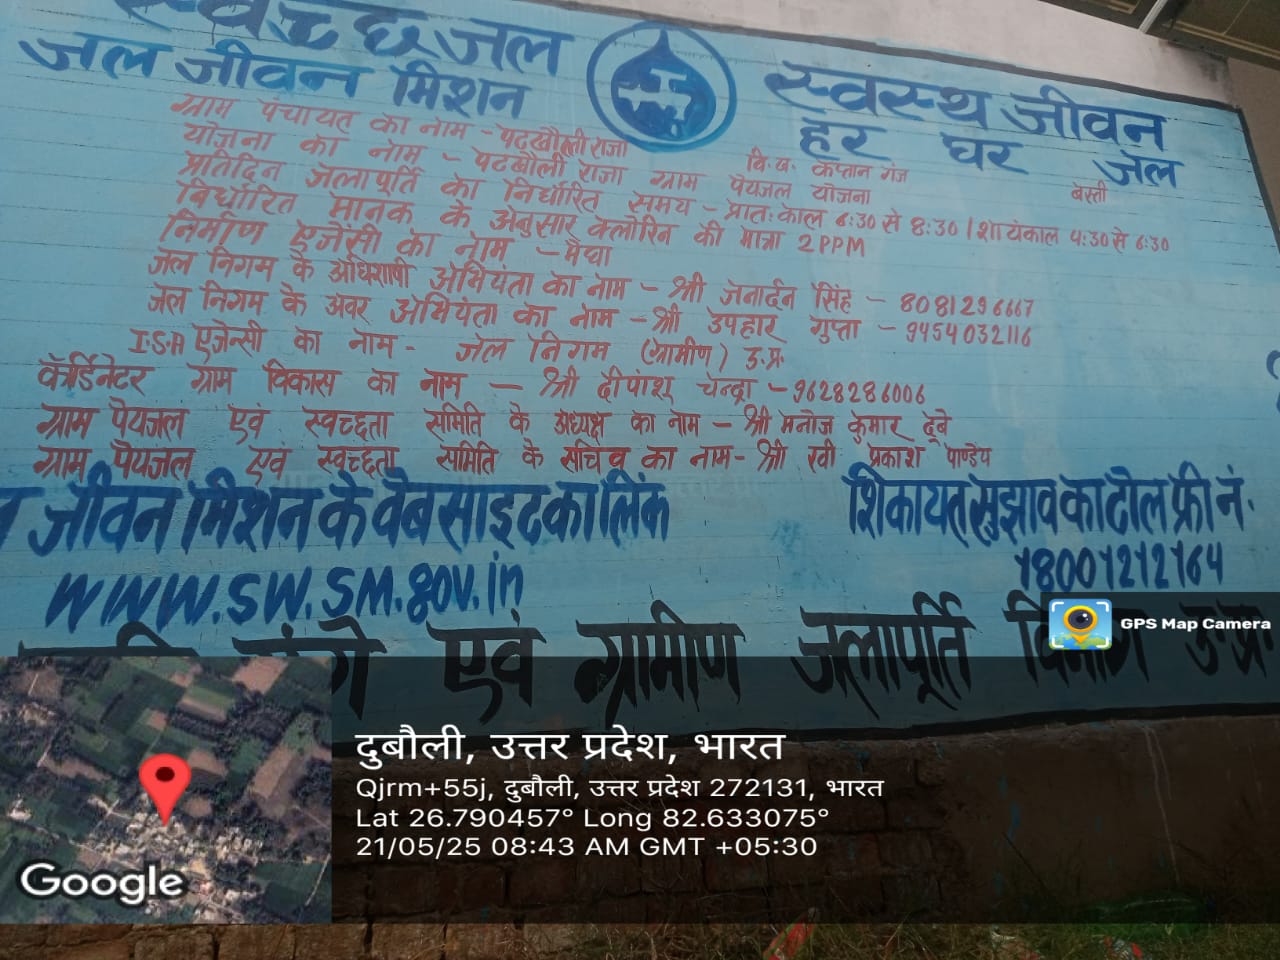 स्वच्छ जल
स्वस्थ जीवन
जल जीवन मिशन
हर घर जल
ग्राम पंचायत का नाम - पटखौली राजा वि.ख. कप्तान गंज बस्ती
योजना का नाम - पटखौली राजा ग्राम पेयजल योजना
प्रतिदिन जलापूर्ति का निर्धारित समय - प्रातः काल 6:30 से 8:30 / शायंकाल 4:30 से 6:30
निर्धारित मानक के अनुसार क्लोरिन की मात्रा 2 PPM
निर्माण ऐजेंसी का नाम - मैघा
जल निगम के अधिशाषी अभियंता का नाम - श्री जनार्दन सिंह - 8081296667
जल निगम के अवर अभियंता का नाम - श्री उपहार गुप्ता - 9454032116
I.S.A ऐजेन्सी का नाम - जल निगम (ग्रामीण) उ.प्र.
कॉर्डिनेटर ग्राम विकास का नाम - श्री दीपांशू चन्द्रा - 9628286006
ग्राम पेयजल एवं स्वच्छता समिति के अध्यक्ष का नाम - श्री मनोज कुमार दूबे
ग्राम पेयजल एवं स्वच्छता समिति के सचिव का नाम - श्री रवी प्रकाश पाण्डेय
जीवन मिशन के वेबसाइट का लिंक
शिकायत सुझाव का टोल फ्री नं.
www.sw.sm.gov.in
18001212164
एवं ग्रामीण जलापूर्ति विभाग उ.प्र.
GPS Map Camera
दुबौली, उत्तर प्रदेश, भारत
Qjrm+55j, दुबौली, उत्तर प्रदेश 272131, भारत
Lat 26.790457° Long 82.633075°
21/05/25 08:43 AM GMT +05:30
Google